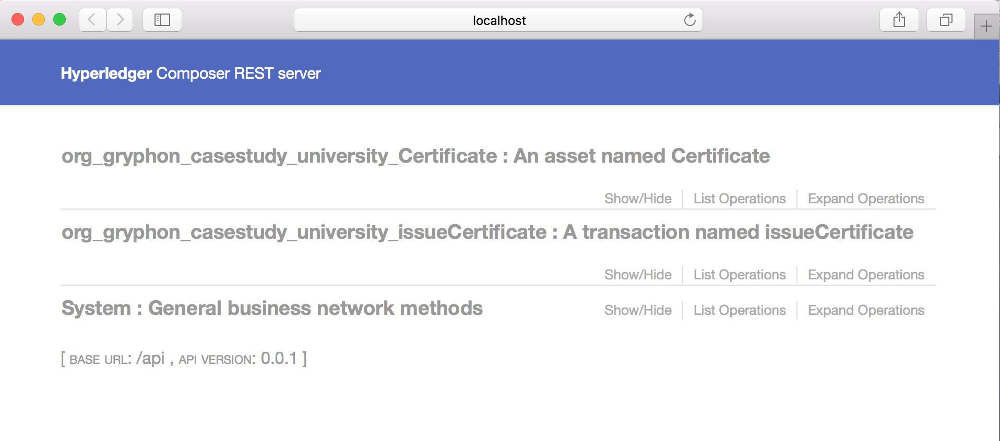 localhost
Hyperledger Composer REST server
org_gryphon_casestudy_university_Certificate : An asset named Certificate
Show/Hide List Operations Expand Operations
org_gryphon_casestudy_university_issueCertificate : A transaction named issueCertificate
Show/Hide List Operations Expand Operations
System : General business network methods Show/Hide List Operations Expand Operations
[ BASE URL: /api , API VERSION: 0.0.1 ]